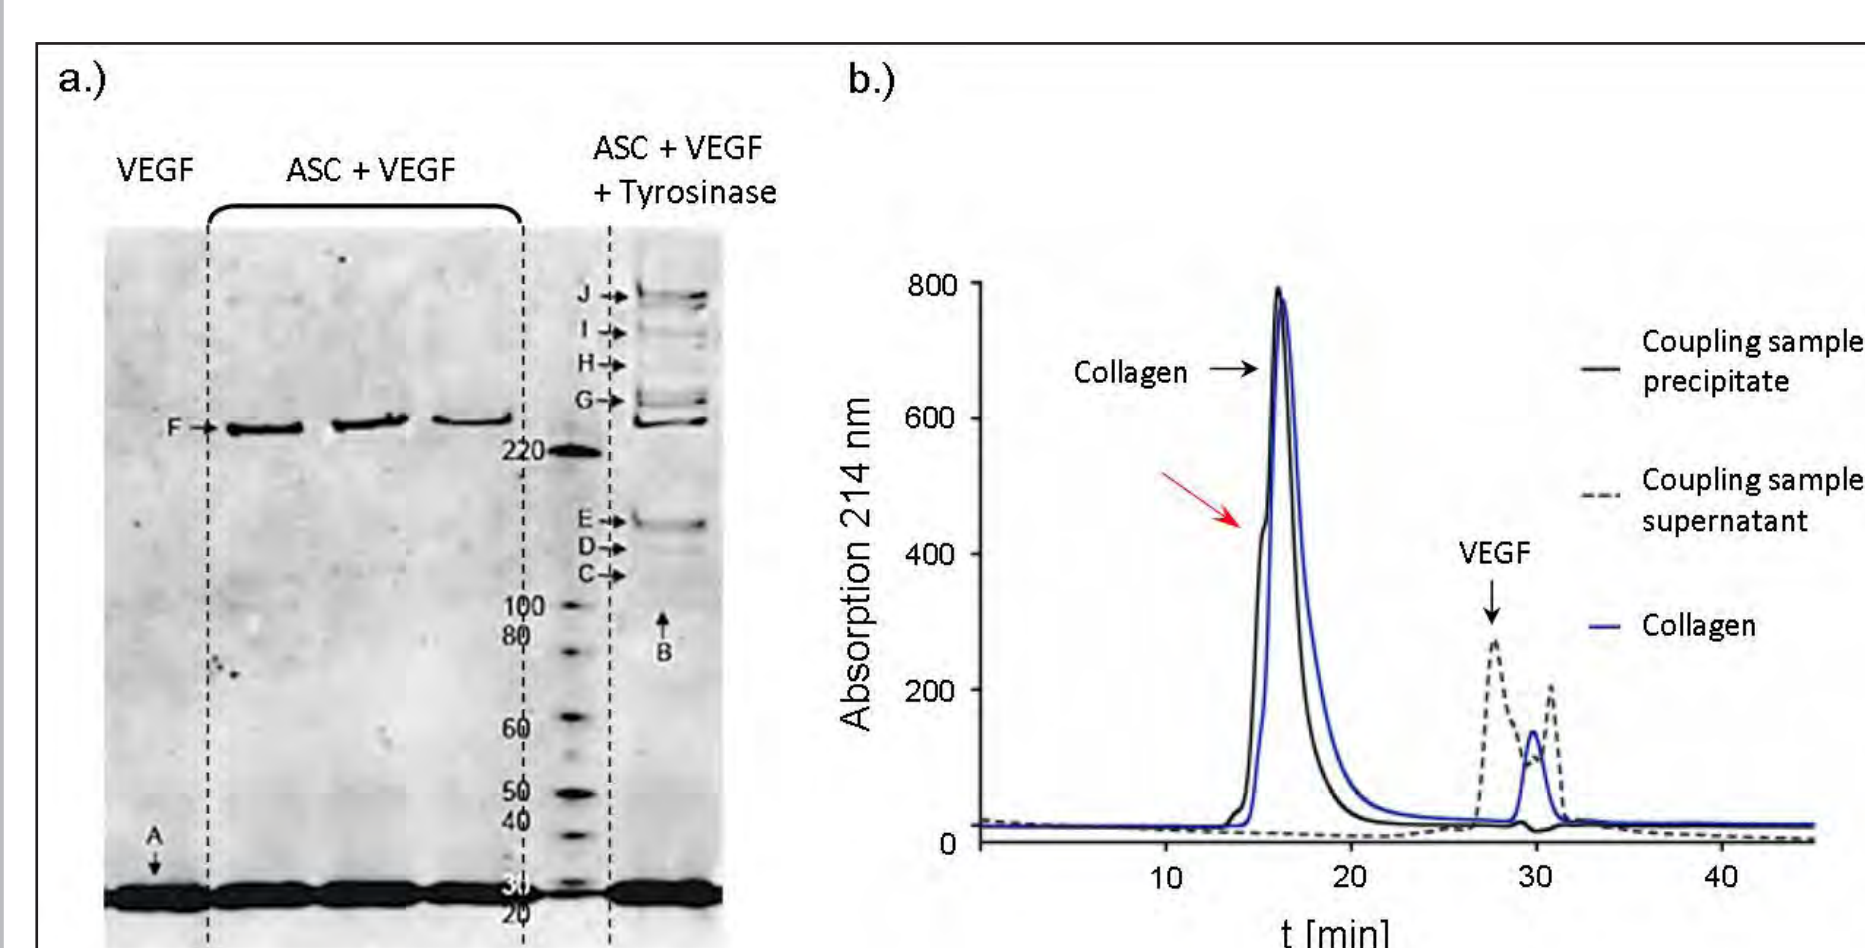 a.)
VEGF
ASC + VEGF
ASC + VEGF
+ Tyrosinase
J
I
H
G
F
220
E
D
C
100
80
B
60
50
40
A
30
20
b.)
800
600
400
200
0
10
20
30
40
Absorption 214 nm
t [min]
Collagen
VEGF
Coupling sample
precipitate
Coupling sample
supernatant
Collagen